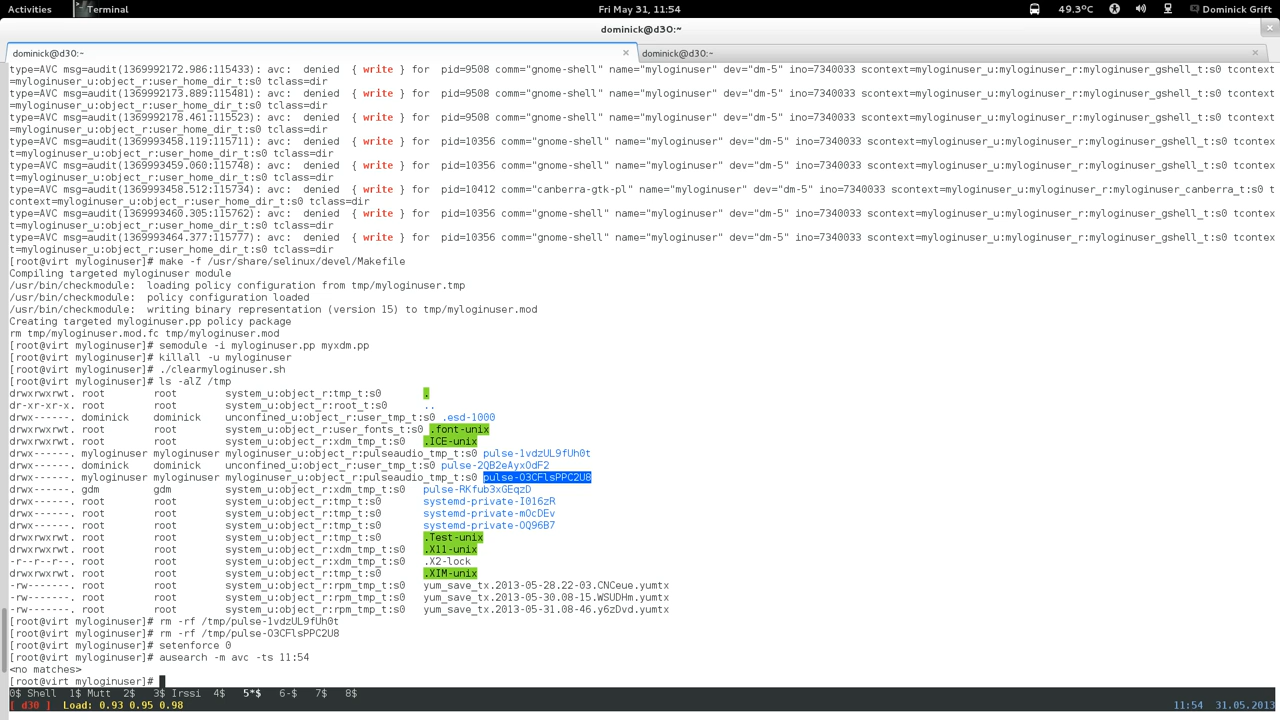 Activities Terminal Fri May 31, 11:54 49.3°C Dominick Grift
dominick@d30:~
dominick@d30:~ × dominick@d30:~ ×
type=AVC msg=audit(1369992172.986:115433): avc:  denied  { write } for  pid=9508 comm="gnome-shell" name="myloginuser" dev="dm-5" ino=7340033 scontext=myloginuser_u:myloginuser_r:myloginuser_gshell_t:s0 tcontext
=myloginuser_u:object_r:user_home_dir_t:s0 tclass=dir
type=AVC msg=audit(1369992173.889:115481): avc:  denied  { write } for  pid=9508 comm="gnome-shell" name="myloginuser" dev="dm-5" ino=7340033 scontext=myloginuser_u:myloginuser_r:myloginuser_gshell_t:s0 tcontext
=myloginuser_u:object_r:user_home_dir_t:s0 tclass=dir
type=AVC msg=audit(1369992178.461:115523): avc:  denied  { write } for  pid=9508 comm="gnome-shell" name="myloginuser" dev="dm-5" ino=7340033 scontext=myloginuser_u:myloginuser_r:myloginuser_gshell_t:s0 tcontext
=myloginuser_u:object_r:user_home_dir_t:s0 tclass=dir
type=AVC msg=audit(1369993458.119:115711): avc:  denied  { write } for  pid=10356 comm="gnome-shell" name="myloginuser" dev="dm-5" ino=7340033 scontext=myloginuser_u:myloginuser_r:myloginuser_gshell_t:s0 tcontex
t=myloginuser_u:object_r:user_home_dir_t:s0 tclass=dir
type=AVC msg=audit(1369993459.060:115748): avc:  denied  { write } for  pid=10356 comm="gnome-shell" name="myloginuser" dev="dm-5" ino=7340033 scontext=myloginuser_u:myloginuser_r:myloginuser_gshell_t:s0 tcontex
t=myloginuser_u:object_r:user_home_dir_t:s0 tclass=dir
type=AVC msg=audit(1369993458.512:115734): avc:  denied  { write } for  pid=10412 comm="canberra-gtk-pl" name="myloginuser" dev="dm-5" ino=7340033 scontext=myloginuser_u:myloginuser_r:myloginuser_canberra_t:s0 t
context=myloginuser_u:object_r:user_home_dir_t:s0 tclass=dir
type=AVC msg=audit(1369993460.305:115762): avc:  denied  { write } for  pid=10356 comm="gnome-shell" name="myloginuser" dev="dm-5" ino=7340033 scontext=myloginuser_u:myloginuser_r:myloginuser_gshell_t:s0 tcontex
t=myloginuser_u:object_r:user_home_dir_t:s0 tclass=dir
type=AVC msg=audit(1369993464.377:115777): avc:  denied  { write } for  pid=10356 comm="gnome-shell" name="myloginuser" dev="dm-5" ino=7340033 scontext=myloginuser_u:myloginuser_r:myloginuser_gshell_t:s0 tcontex
t=myloginuser_u:object_r:user_home_dir_t:s0 tclass=dir
[root@virt myloginuser]# make -f /usr/share/selinux/devel/Makefile
Compiling targeted myloginuser module
/usr/bin/checkmodule:  loading policy configuration from tmp/myloginuser.tmp
/usr/bin/checkmodule:  policy configuration loaded
/usr/bin/checkmodule:  writing binary representation (version 15) to tmp/myloginuser.mod
Creating targeted myloginuser.pp policy package
rm tmp/myloginuser.mod.fc tmp/myloginuser.mod
[root@virt myloginuser]# semodule -i myloginuser.pp myxdm.pp
[root@virt myloginuser]# killall -u myloginuser
[root@virt myloginuser]# ./clearmyloginuser.sh
[root@virt myloginuser]# ls -alZ /tmp
drwxrwxrwt. root root system_u:object_r:tmp_t:s0 .
dr-xr-xr-x. root root system_u:object_r:root_t:s0 ..
drwx------. dominick dominick unconfined_u:object_r:user_tmp_t:s0 .esd-1000
drwxrwxrwt. root root system_u:object_r:user_fonts_t:s0 .font-unix
drwxrwxrwt. root root system_u:object_r:xdm_tmp_t:s0 .ICE-unix
drwx------. myloginuser myloginuser myloginuser_u:object_r:pulseaudio_tmp_t:s0 pulse-1vdzUL9fUh0t
drwx------. dominick dominick unconfined_u:object_r:user_tmp_t:s0 pulse-2QB2eAyxOdF2
drwx------. myloginuser myloginuser myloginuser_u:object_r:pulseaudio_tmp_t:s0 pulse-O3CFlsPPC2U8
drwx------. gdm gdm system_u:object_r:xdm_tmp_t:s0 pulse-RKfub3xGEqzD
drwx------. root root system_u:object_r:tmp_t:s0 systemd-private-I016zR
drwx------. root root system_u:object_r:tmp_t:s0 systemd-private-mOcDEv
drwx------. root root system_u:object_r:tmp_t:s0 systemd-private-OQ96B7
drwxrwxrwt. root root system_u:object_r:tmp_t:s0 .Test-unix
drwxrwxrwt. root root system_u:object_r:xdm_tmp_t:s0 .X11-unix
-r--r--r--. root root system_u:object_r:xdm_tmp_t:s0 .X2-lock
drwxrwxrwt. root root system_u:object_r:tmp_t:s0 .XIM-unix
-rw-------. root root system_u:object_r:rpm_tmp_t:s0 yum_save_tx.2013-05-28.22-03.CNCeue.yumtx
-rw-------. root root system_u:object_r:rpm_tmp_t:s0 yum_save_tx.2013-05-30.08-15.WSUDHm.yumtx
-rw-------. root root system_u:object_r:rpm_tmp_t:s0 yum_save_tx.2013-05-31.08-46.y6zDvd.yumtx
[root@virt myloginuser]# rm -rf /tmp/pulse-1vdzUL9fUh0t
[root@virt myloginuser]# rm -rf /tmp/pulse-O3CFlsPPC2U8
[root@virt myloginuser]# setenforce 0
[root@virt myloginuser]# ausearch -m avc -ts 11:54
<no matches>
[root@virt myloginuser]#
0$ Shell  1$ Mutt  2$  3$ Irssi  4$  5*$  6-$  7$  8$
[ d30 ]  Load: 0.93 0.95 0.98 11:54 31.05.2013